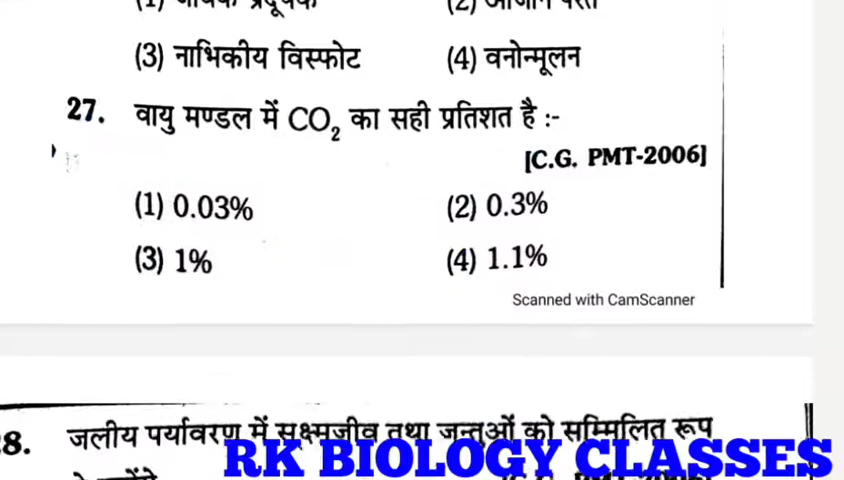 (3) नाभिकीय विस्फोट (4) वनोन्मूलन
27. वायु मण्डल में CO2 का सही प्रतिशत है :-
[C.G. PMT-2006]
(1) 0.03% (2) 0.3%
(3) 1% (4) 1.1%
Scanned with CamScanner
जलीय पर्यावरण में सूक्ष्मजीव तथा जन्तुओं को सम्मिलित रूप
RK BIOLOGY CLASSES